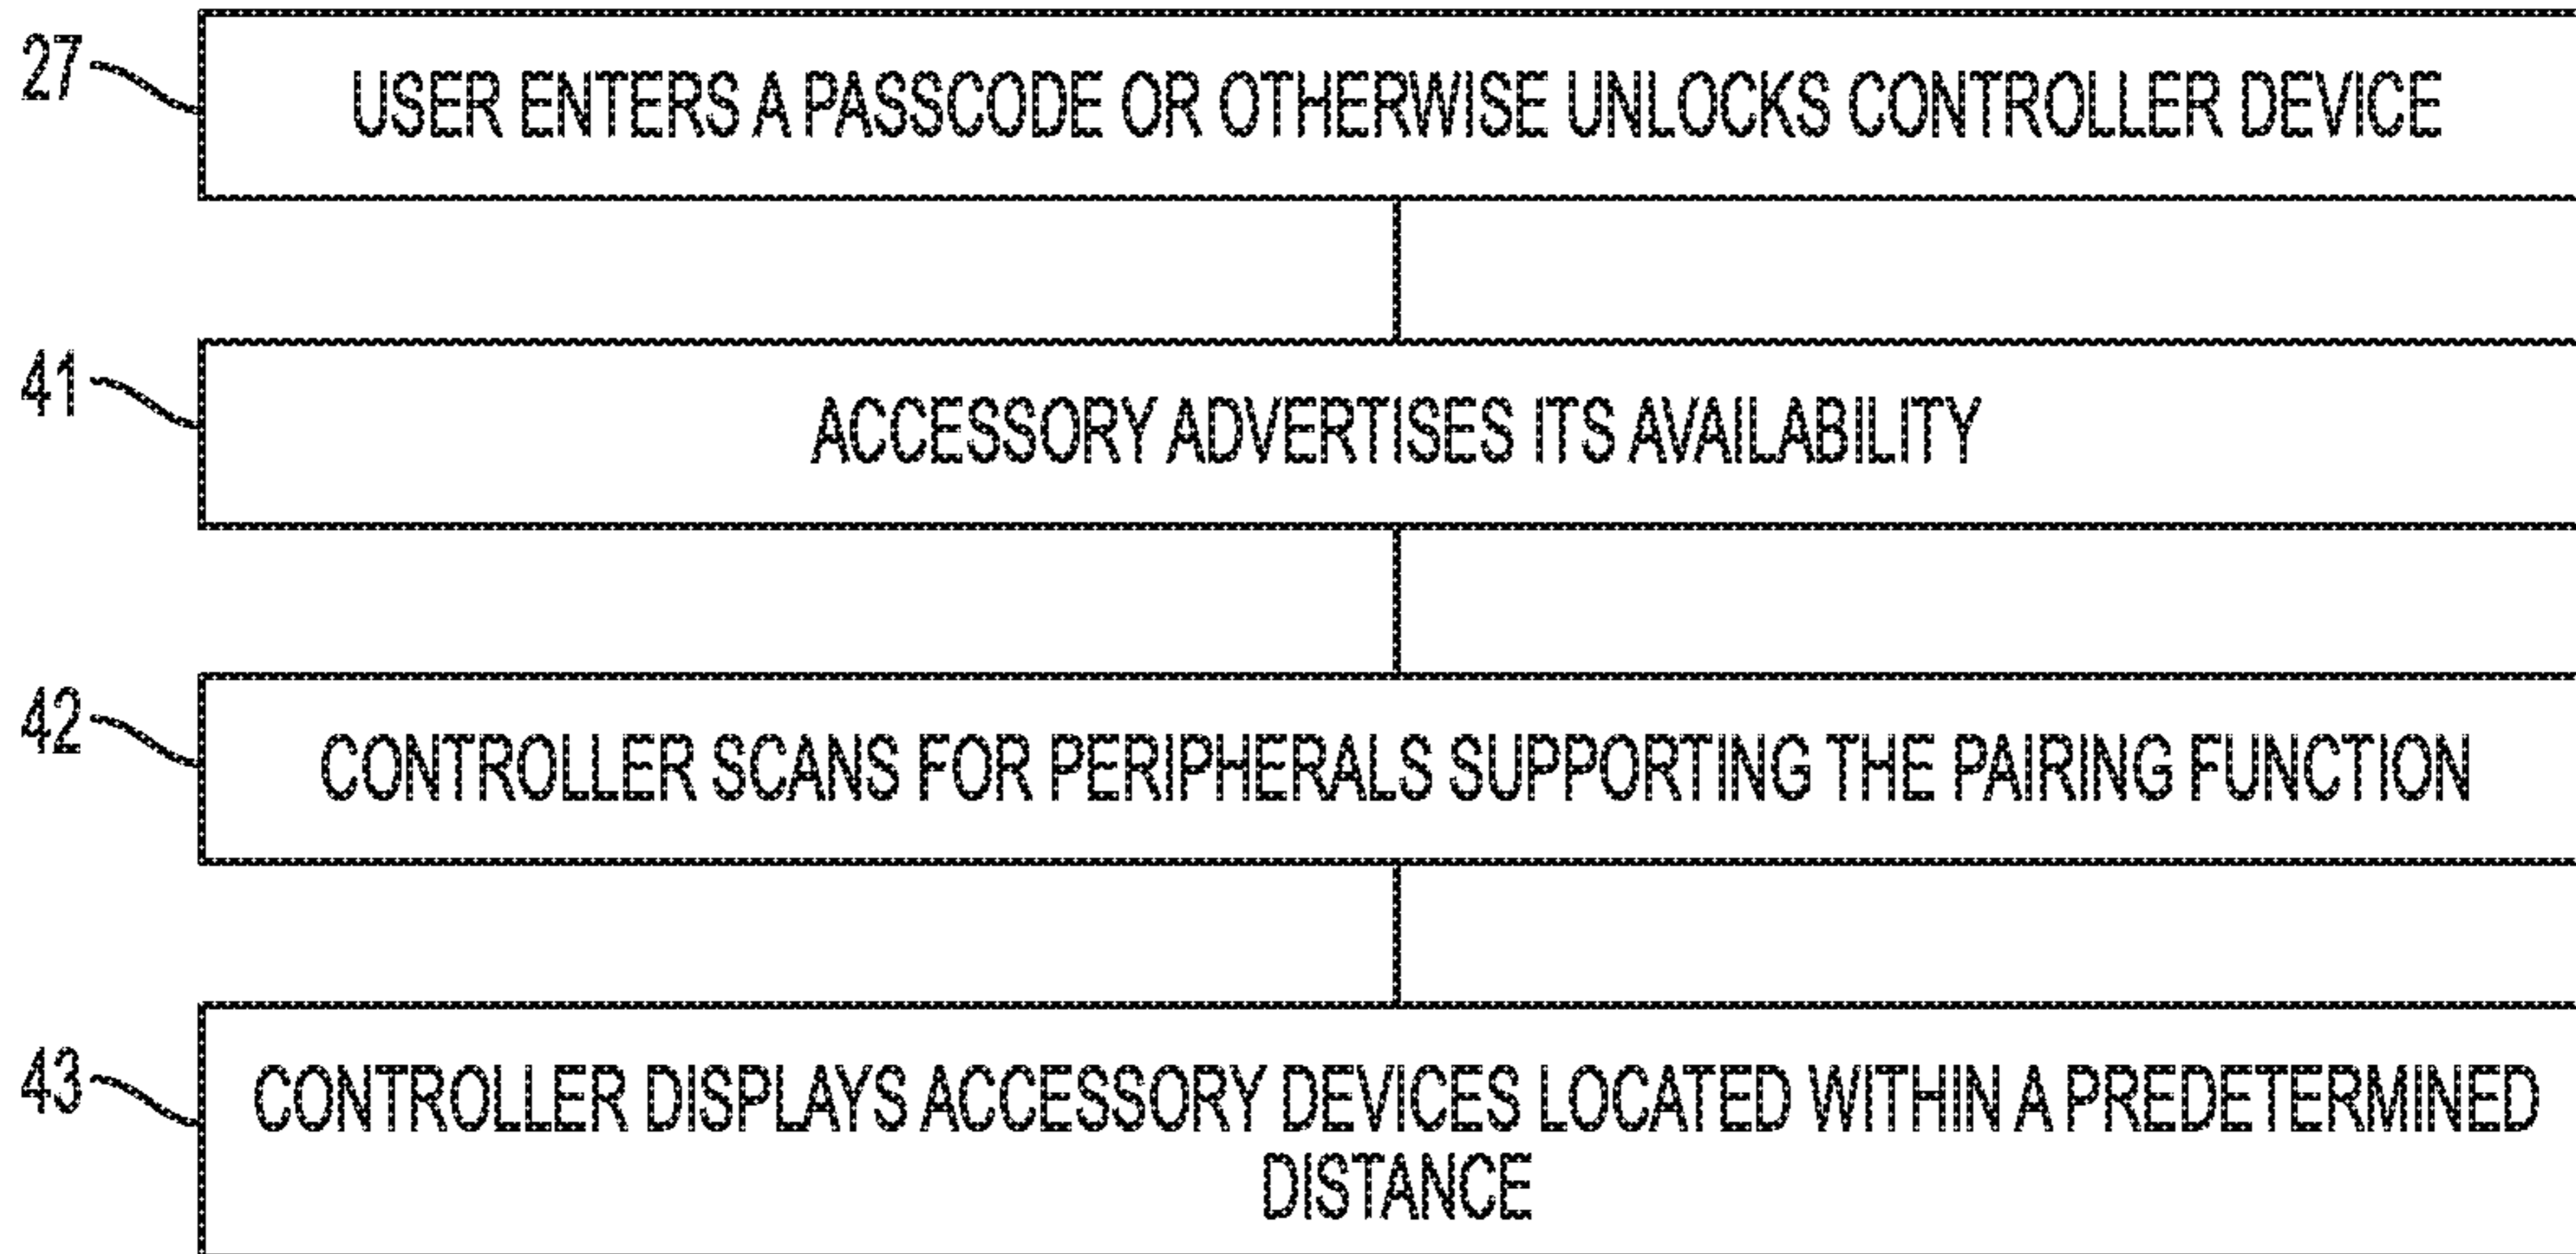 27
USER ENTERS A PASSCODE OR OTHERWISE UNLOCKS CONTROLLER DEVICE
41
ACCESSORY ADVERTISES ITS AVAILABILITY
42
CONTROLLER SCANS FOR PERIPHERALS SUPPORTING THE PAIRING FUNCTION
43
CONTROLLER DISPLAYS ACCESSORY DEVICES LOCATED WITHIN A PREDETERMINED
DISTANCE